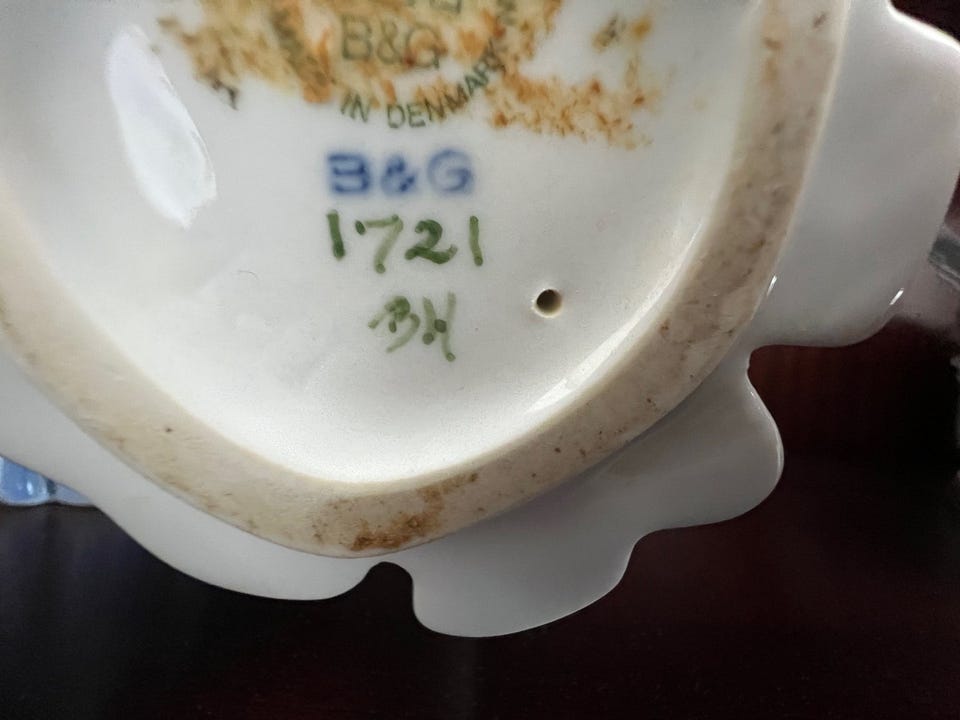 B&G
IN DENMARK
B&G
1721
BH